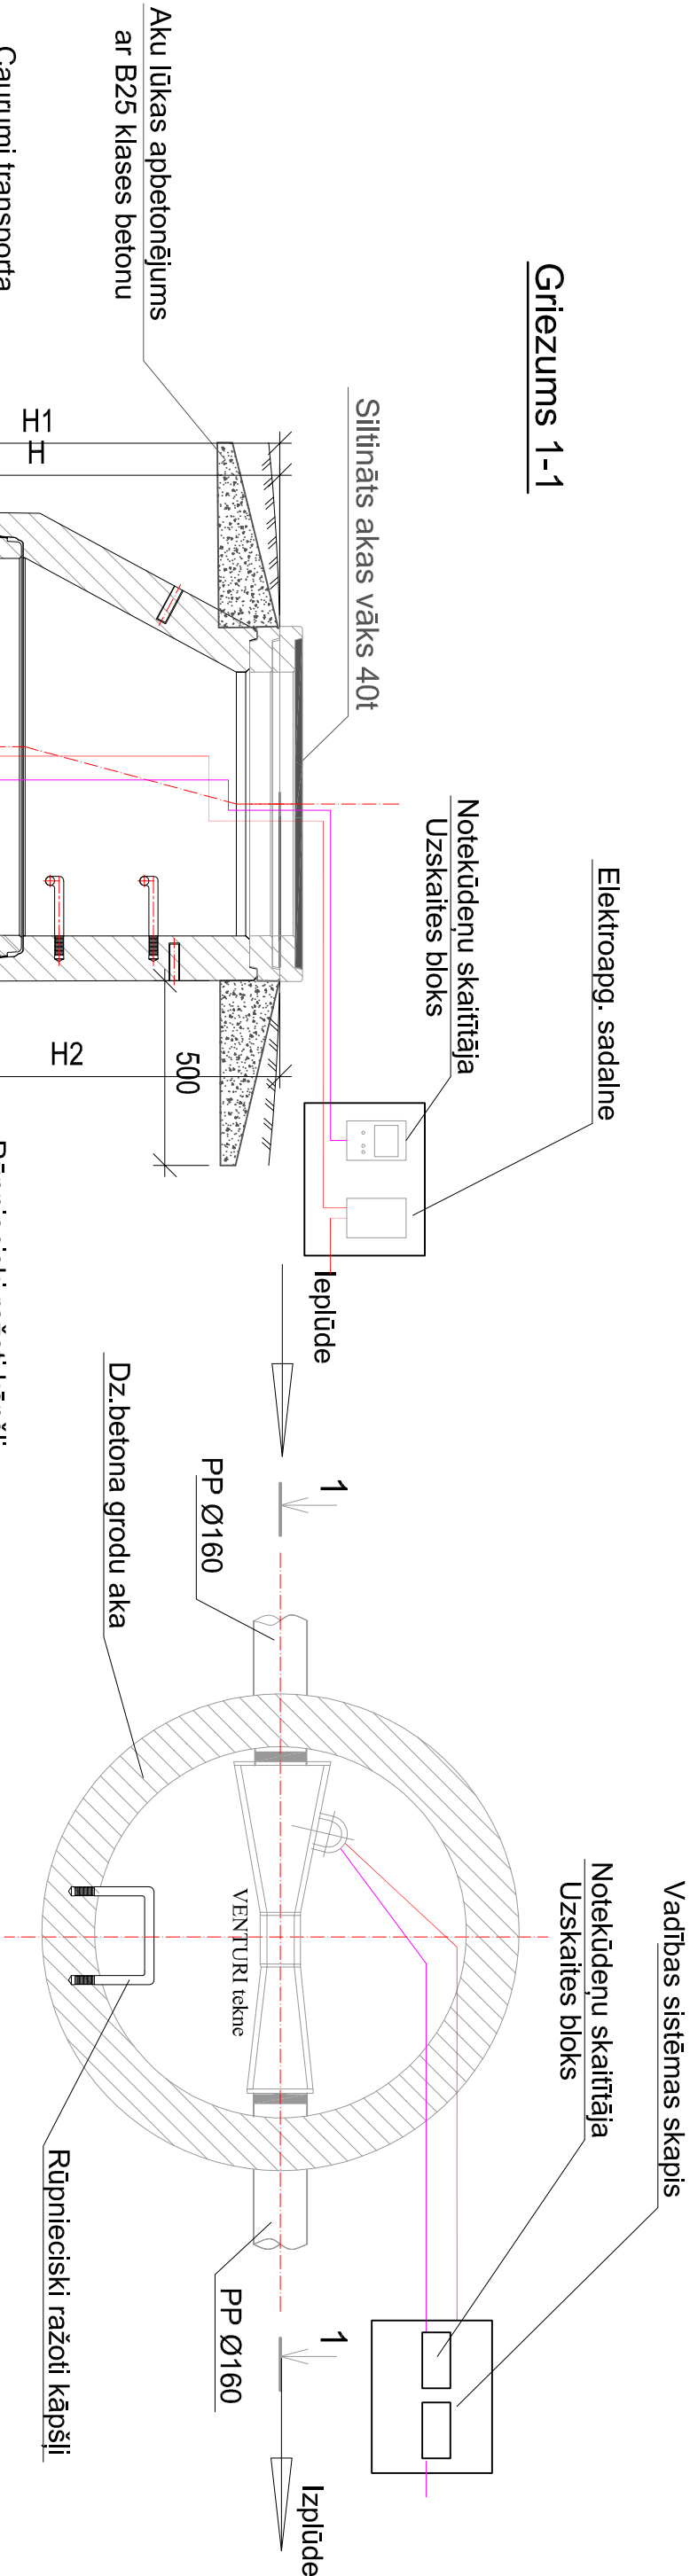 Griezums 1-1
Aku lūkas apbetonējums
ar B25 klases betonu
Caurumi transporta
Siltināts akas vāks 40t
H1
H
Notekūdeņu skaitītāja
Uzskaites bloks
Elektroapg. sadalne
H2
500
Ieplūde
1
PP Ø160
Dz.betona grodu aka
VENTURI tekne
Vadības sistēmas skapis
Notekūdeņu skaitītāja
Uzskaites bloks
Rūpnieciski ražoti kāpšļi
PP Ø160
1
Izplūde